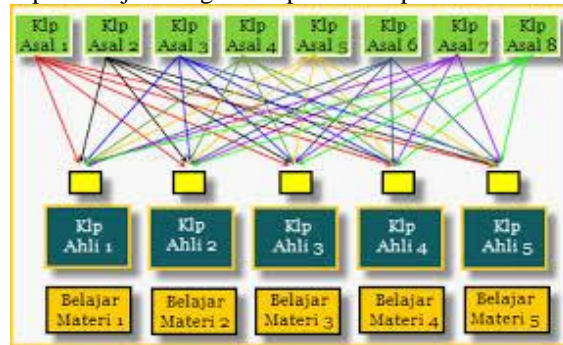 Klp Asal 1 Klp Asal 2 Klp Asal 3 Klp Asal 4 Klp Asal 5 Klp Asal 6 Klp Asal 7 Klp Asal 8
Klp Ahli 1 Klp Ahli 2 Klp Ahli 3 Klp Ahli 4 Klp Ahli 5
Belajar Materi 1 Belajar Materi 2 Belajar Materi 3 Belajar Materi 4 Belajar Materi 5